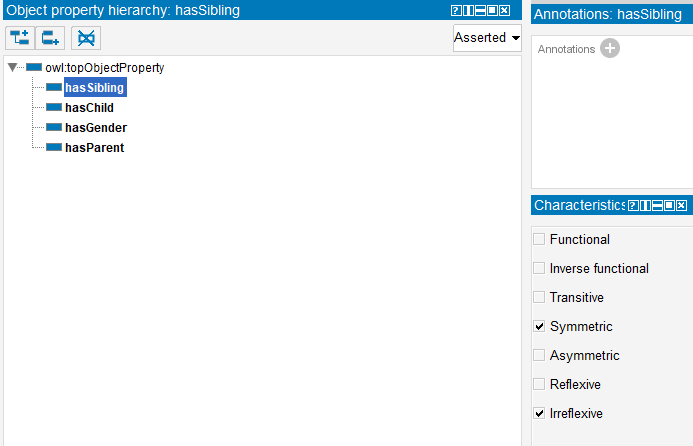 Object property hierarchy: hasSibling
Asserted
owl:topObjectProperty
hasSibling
hasChild
hasGender
hasParent
Annotations: hasSibling
Annotations
Characteristics
Functional
Inverse functional
Transitive
Symmetric
Asymmetric
Reflexive
Irreflexive